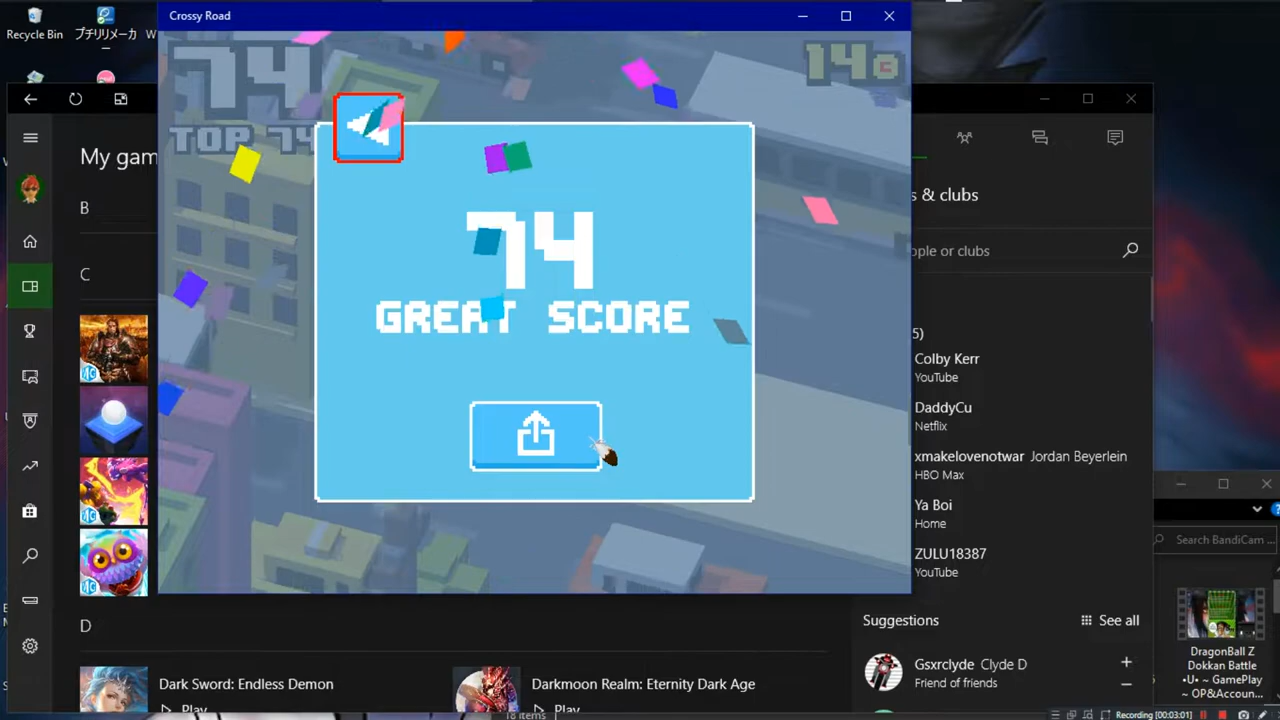 Recycle Bin
プチリメーカ
Crossy Road
74
TOP 74
14
74
GREAT SCORE
My gam
B
C
D
Dark Sword: Endless Demon
Play
Darkmoon Realm: Eternity Dark Age
Play
18 items
s & clubs
ople or clubs
5)
Colby Kerr
YouTube
DaddyCu
Netflix
xmakelovenotwar Jordan Beyerlein
HBO Max
Ya Boi
Home
ZULU18387
YouTube
Suggestions
See all
Gsxrclyde Clyde D
Friend of friends
Search BandiCam ...
DragonBall Z
Dokkan Battle
•U• ~ GamePlay
~ OP&Accoun...
Recording [00:03:01]